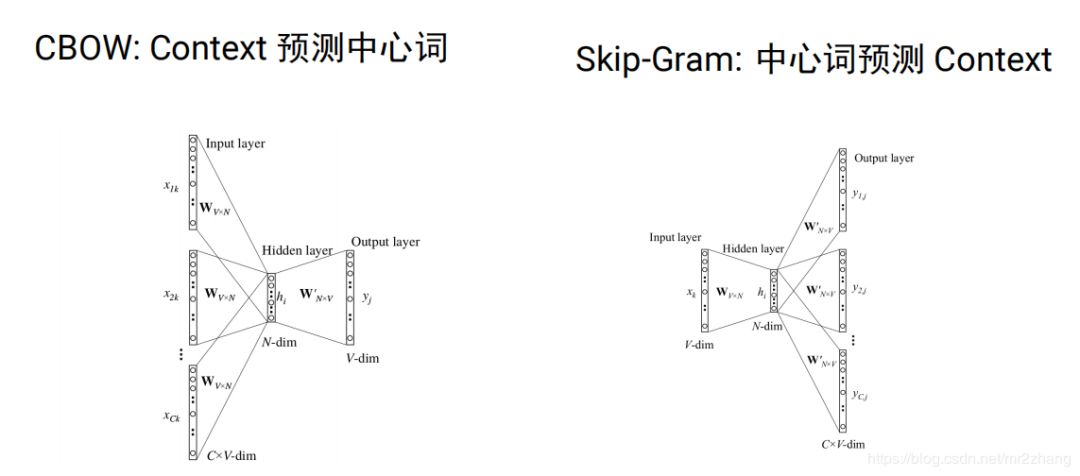 CBOW: Context 预测中心词
Input layer
x1k
WV×N
Hidden layer
Output layer
x2k
WV×N
hi
W'N×V
yj
N-dim
V-dim
WV×N
xCk
C×V-dim
Skip-Gram: 中心词预测 Context
Output layer
y1,j
W'N×V
Input layer
Hidden layer
xk
WV×N
hi
W'N×V
y2,j
N-dim
V-dim
W'N×V
yC,j
C×V-dim
https://blog.csdn.net/mr2zhang